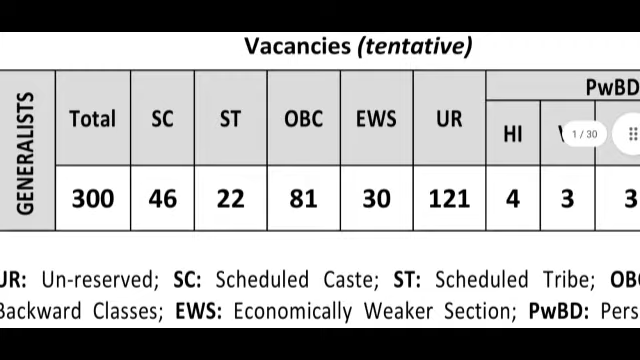 Vacancies (tentative)
GENERALISTS
Total SC ST OBC EWS UR PwBD
HI
1 / 30
300 46 22 81 30 121 4 3 3
UR: Un-reserved; SC: Scheduled Caste; ST: Scheduled Tribe; OBC
Backward Classes; EWS: Economically Weaker Section; PwBD: Pers